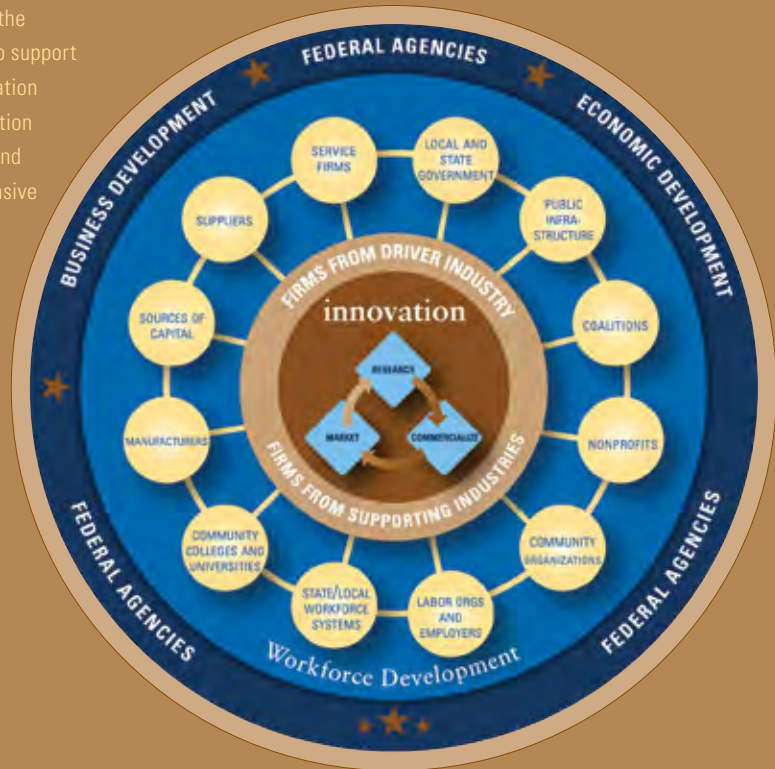 the
o support
ation
tion
nd
nsive
FEDERAL AGENCIES
BUSINESS DEVELOPMENT
ECONOMIC DEVELOPMENT
FEDERAL AGENCIES
FEDERAL AGENCIES
Workforce Development
SERVICE
FIRMS
LOCAL AND
STATE
GOVERNMENT
PUBLIC
INFRA-
STRUCTURE
COALITIONS
NONPROFITS
COMMUNITY
ORGANIZATIONS
LABOR ORGS
AND
EMPLOYERS
STATE/LOCAL
WORKFORCE
SYSTEMS
COMMUNITY
COLLEGES AND
UNIVERSITIES
MANUFACTURERS
SOURCES OF
CAPITAL
SUPPLIERS
FIRMS FROM DRIVER INDUSTRY
innovation
RESEARCH
MARKET
COMMERCIALIZE
FIRMS FROM SUPPORTING INDUSTRIES